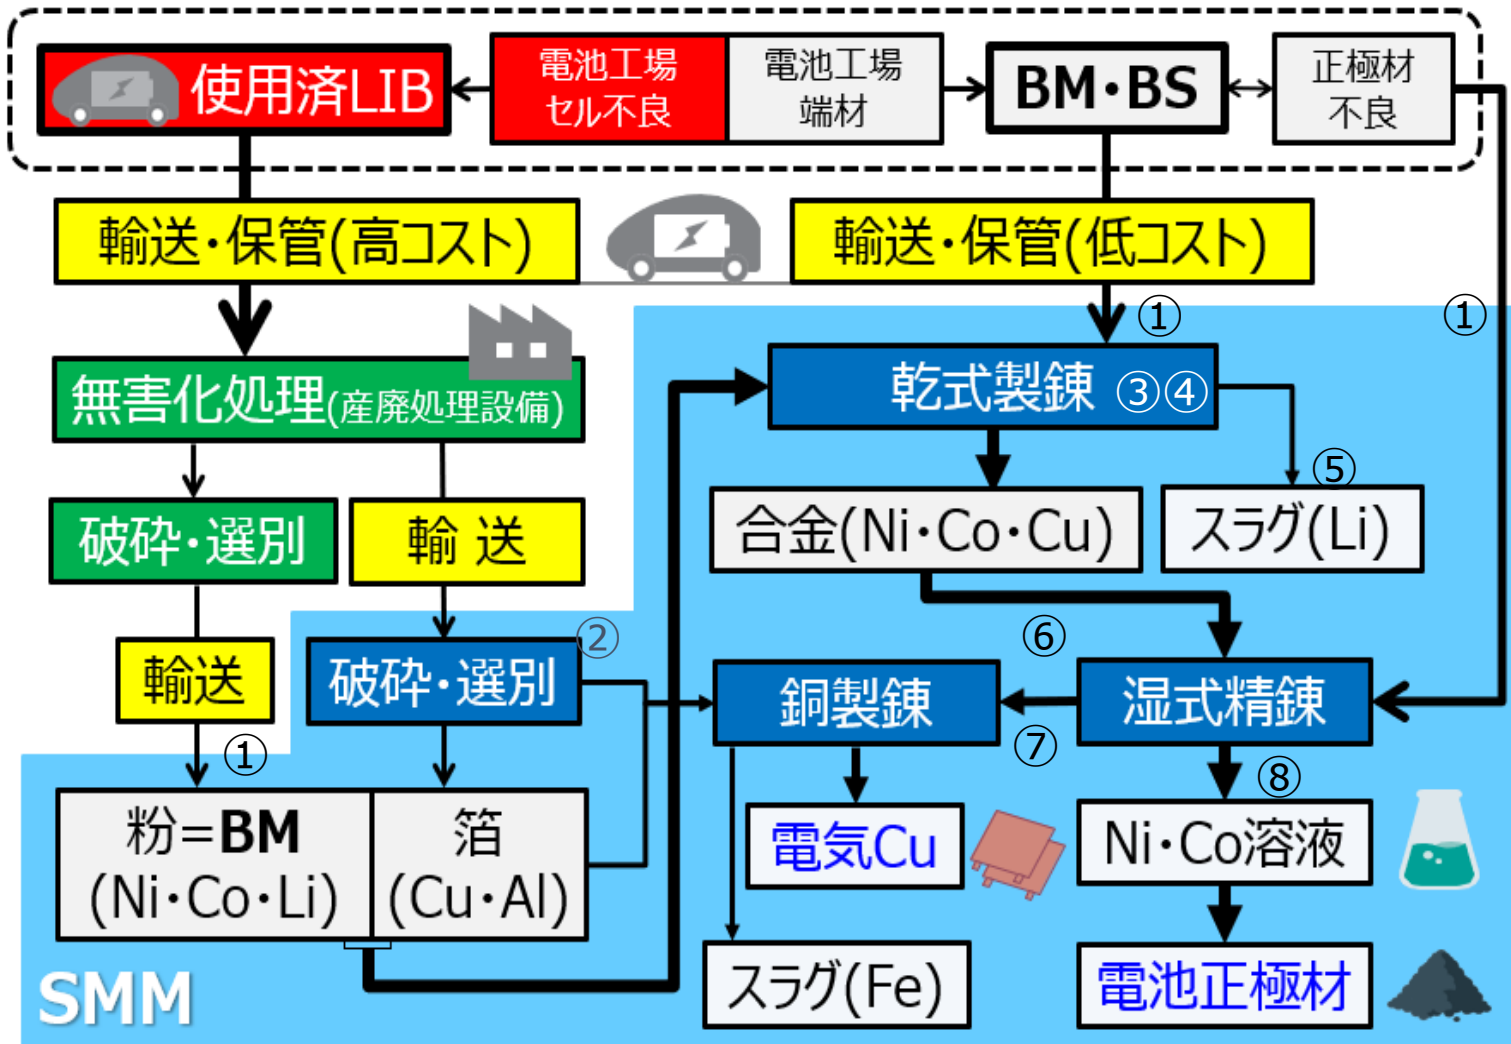 使用済LIB
電池工場
セル不良
電池工場
端材
BM・BS
正極材
不良
輸送・保管(高コスト)
輸送・保管(低コスト)
①
①
無害化処理(産廃処理設備)
乾式製錬 ③④
⑤
破砕・選別
輸 送
合金(Ni・Co・Cu)
スラグ(Li)
②
⑥
輸送
破砕・選別
銅製錬
湿式精錬
①
⑦
⑧
粉=BM
(Ni・Co・Li)
箔
(Cu・Al)
電気Cu
Ni・Co溶液
スラグ(Fe)
電池正極材
SMM